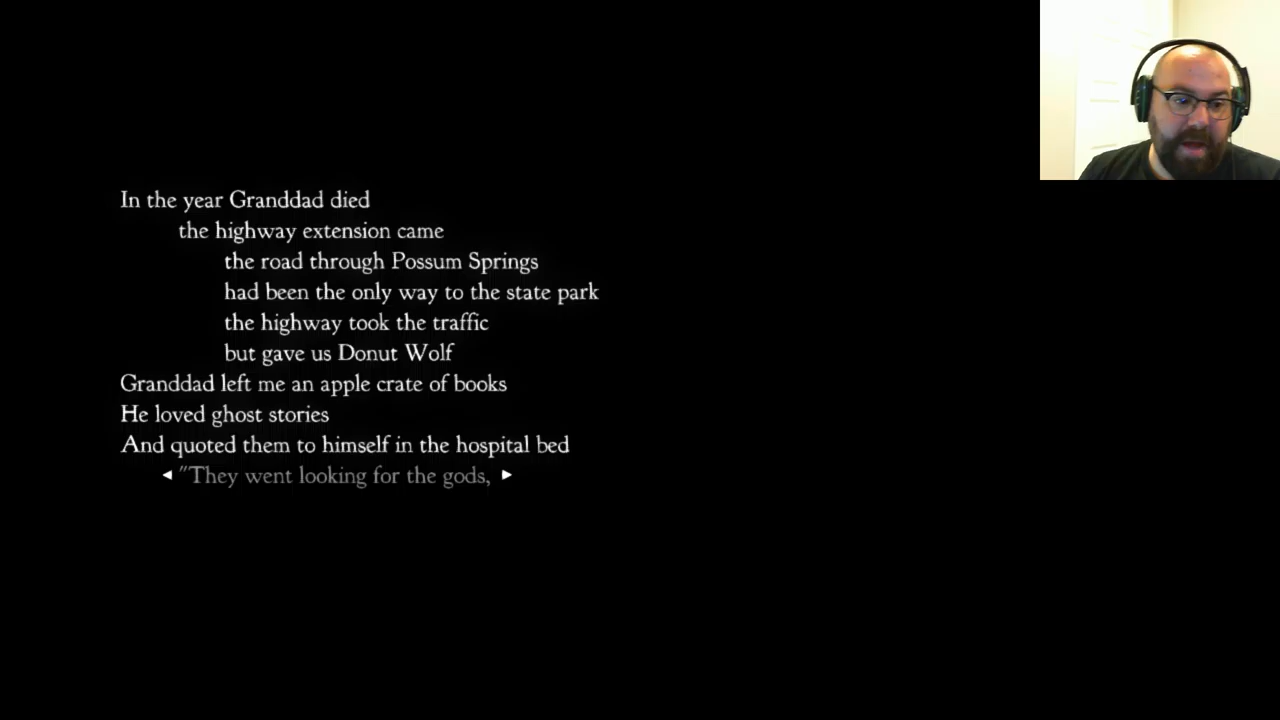 In the year Granddad died
the highway extension came
the road through Possum Springs
had been the only way to the state park
the highway took the traffic
but gave us Donut Wolf
Granddad left me an apple crate of books
He loved ghost stories
And quoted them to himself in the hospital bed
"They went looking for the gods,